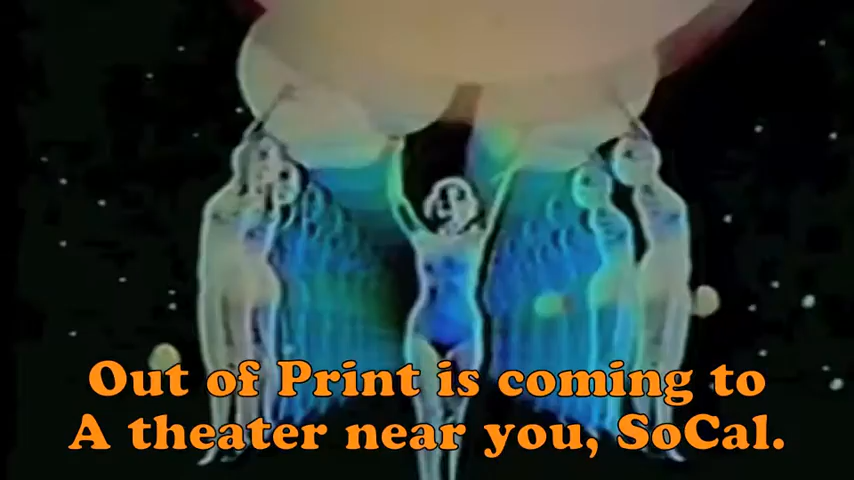 Out of Print is coming to
A theater near you, SoCal.